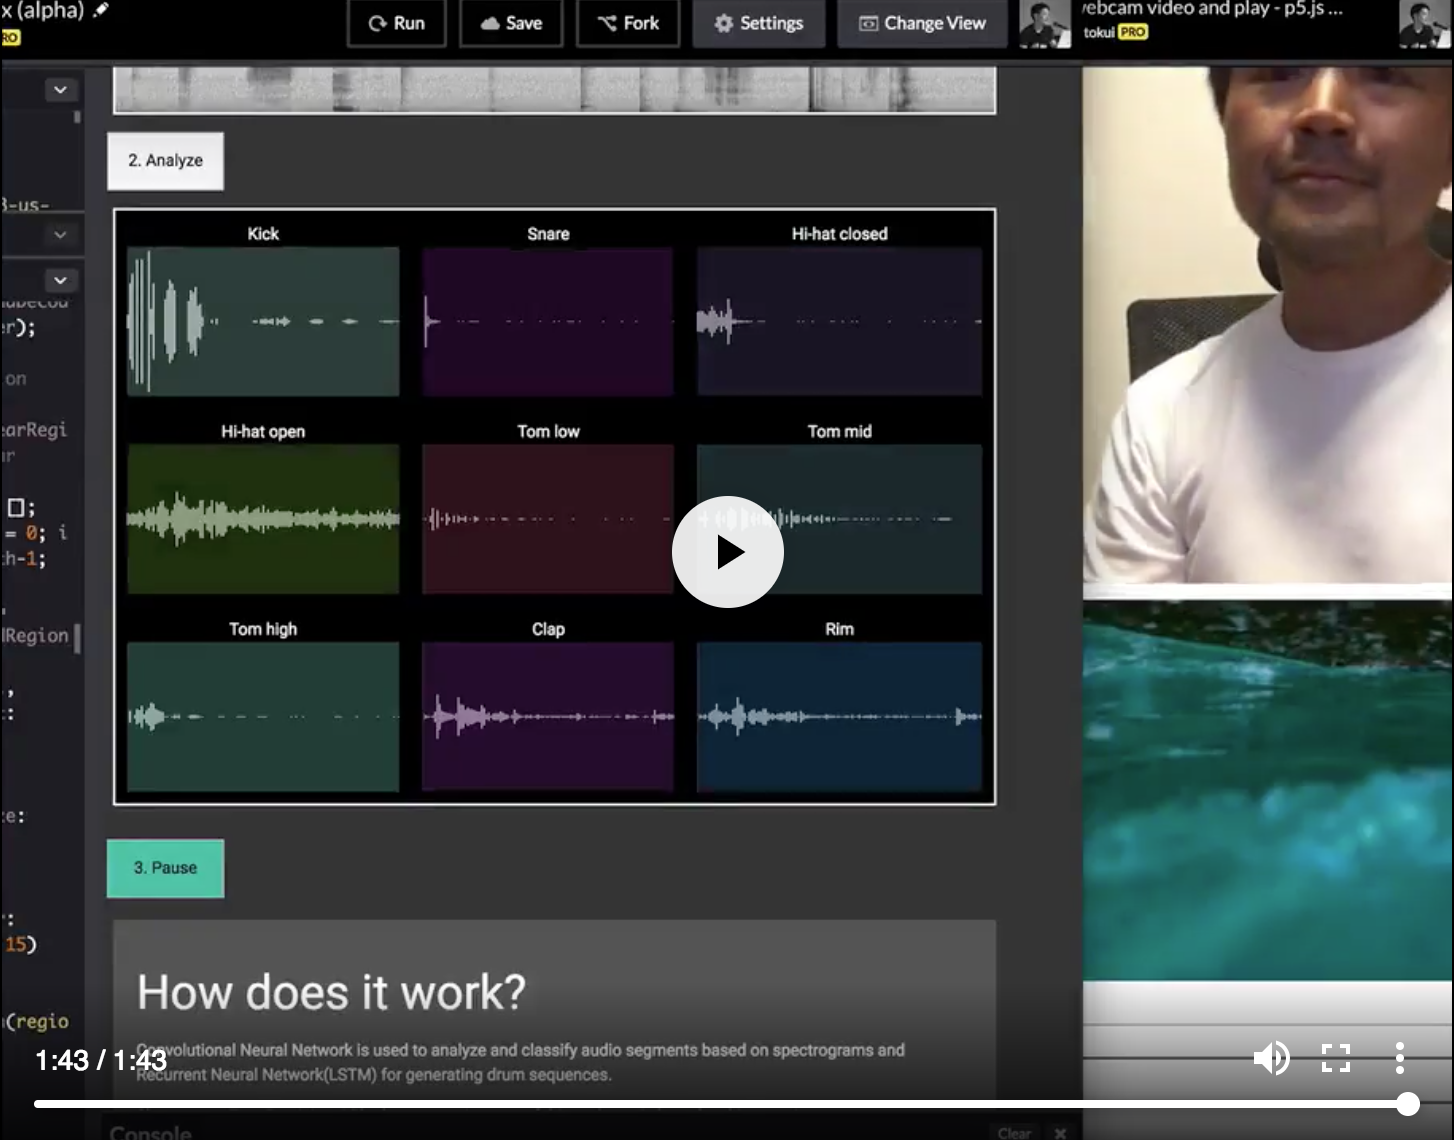 x (alpha)
RO
Run
Save
Fork
Settings
Change View
ebcam video and play - p5.js ...
tokui PRO
2. Analyze
3-us-
Kick
Snare
Hi-hat closed
er);
on
earRegi
Hi-hat open
Tom low
Tom mid
[];
= 0; i
h-1;
Tom high
Clap
Rim
dRegion
e:
3. Pause
15)
How does it work?
(regio
Convolutional Neural Network is used to analyze and classify audio segments based on spectrograms and
Recurrent Neural Network(LSTM) for generating drum sequences.
1:43 / 1:43
Console
Clear